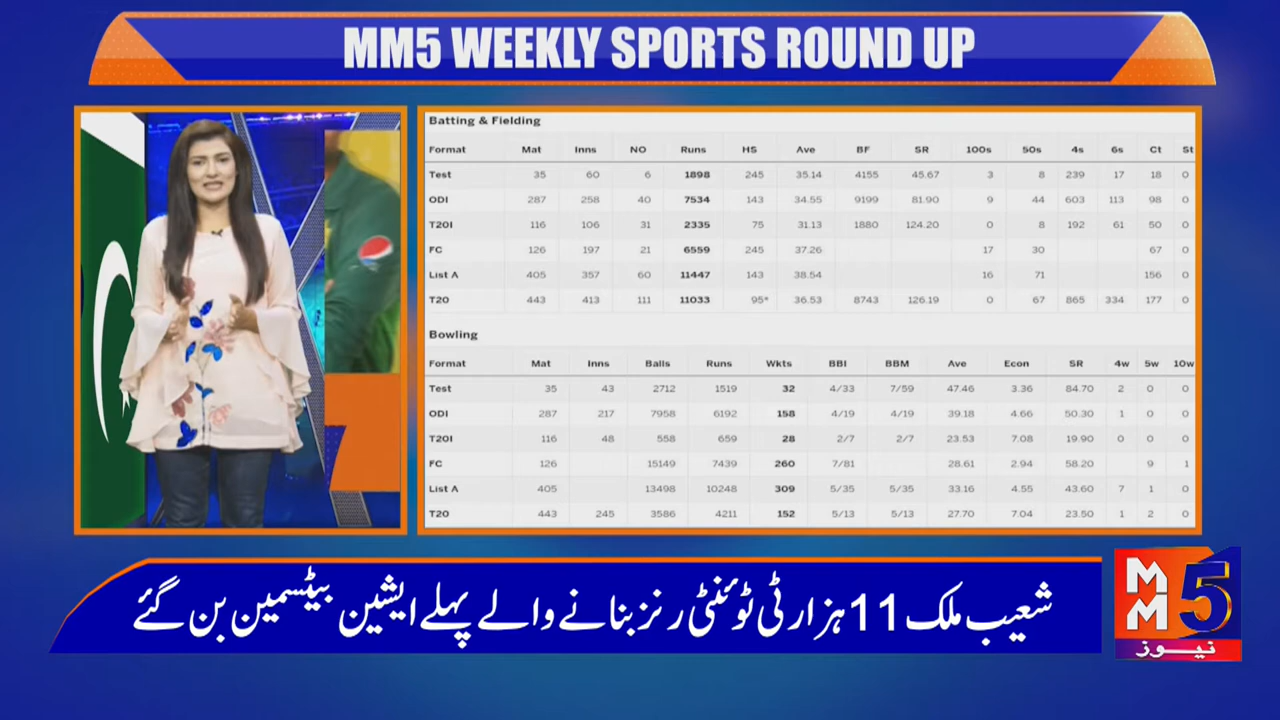 MM5 WEEKLY SPORTS ROUND UP
Batting & Fielding
Format Mat Inns NO Runs HS Ave BF SR 100s 50s 4s 6s Ct St
Test 35 60 6 1898 245 35.14 4155 45.67 3 8 239 17 18 0
ODI 287 258 40 7534 143 34.55 9199 81.90 9 44 603 113 98 0
T20I 116 106 31 2335 75 31.13 1880 124.20 0 8 192 61 50 0
FC 126 197 21 6559 245 37.26 17 30 67 0
List A 405 357 60 11447 143 38.54 16 71 156 0
T20 443 413 111 11033 95* 36.53 8743 126.19 0 67 865 334 177 0
Bowling
Format Mat Inns Balls Runs Wkts BBI BBM Ave Econ SR 4w 5w 10w
Test 35 43 2712 1519 32 4/33 7/59 47.46 3.36 84.70 2 0 0
ODI 287 217 7958 6192 158 4/19 4/19 39.18 4.66 50.30 1 0 0
T20I 116 48 558 659 28 2/7 2/7 23.53 7.08 19.90 0 0 0
FC 126 15149 7439 260 7/81 28.61 2.94 58.20 9 1
List A 405 13498 10248 309 5/35 5/35 33.16 4.55 43.60 7 1 0
T20 443 245 3586 4211 152 5/13 5/13 27.70 7.04 23.50 1 2 0
شعیب ملک 11 ہزار ٹی ٹوئنٹی رنز بنانے والے پہلے ایشین بیٹسمین بن گئے
MM5
نیوز